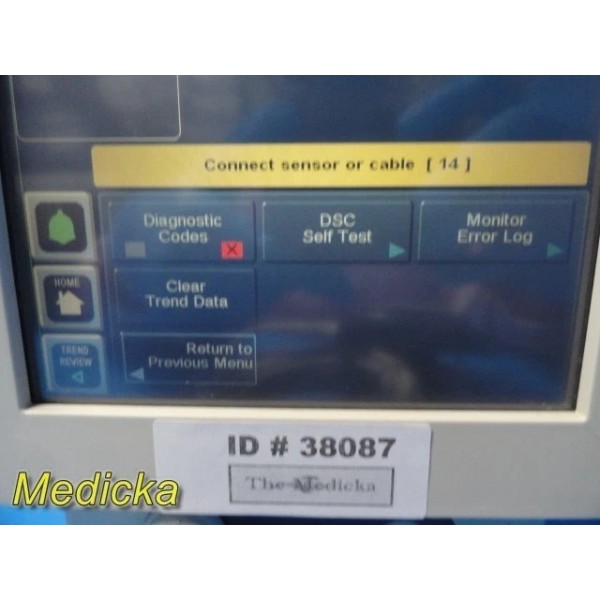 Connect sensor or cable [ 14 ]
Diagnostic
Codes
X
DSC
Self Test
Monitor
Error Log
HOME
Clear
Trend Data
TREND
REVIEW
Return to
Previous Menu
ID # 38087
The Medicka
Medicka